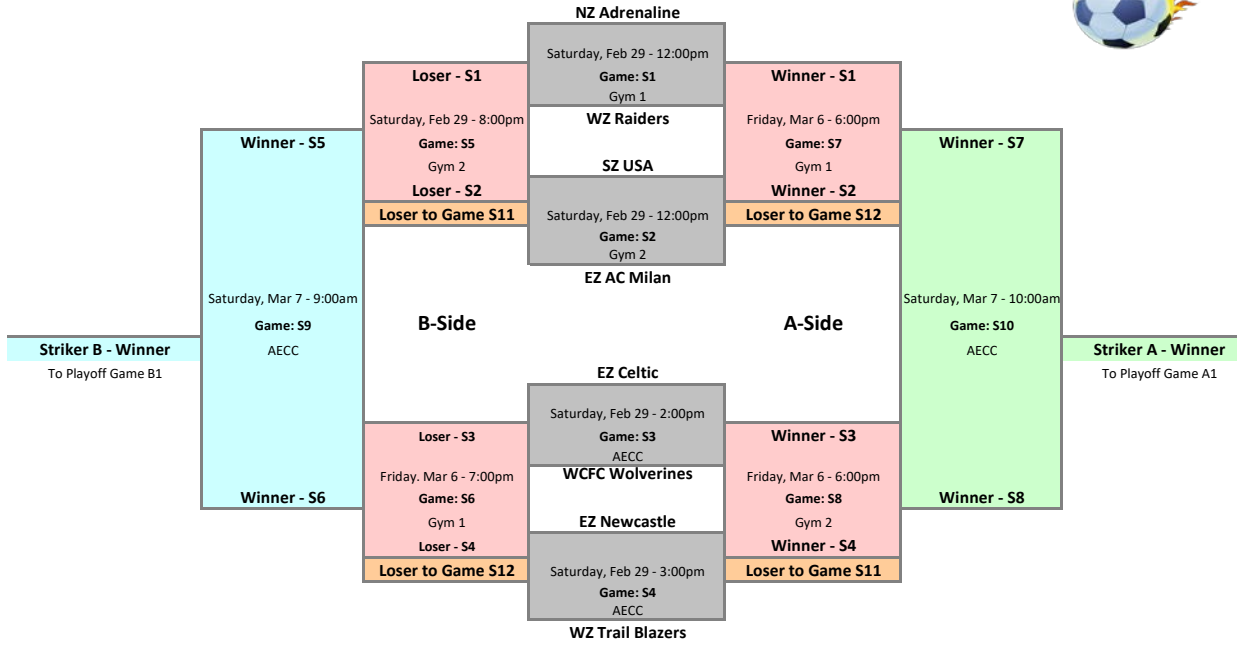 NZ Adrenaline
Saturday, Feb 29 - 12:00pm
Game: S1
Gym 1
WZ Raiders
SZ USA
Saturday, Feb 29 - 12:00pm
Game: S2
Gym 2
EZ AC Milan
Loser - S1
Saturday, Feb 29 - 8:00pm
Game: S5
Gym 2
Loser - S2
Loser to Game S11
Winner - S1
Friday, Mar 6 - 6:00pm
Game: S7
Gym 1
Winner - S2
Loser to Game S12
Winner - S5
Saturday, Mar 7 - 9:00am
Game: S9
AECC
Winner - S6
B-Side
A-Side
Winner - S7
Saturday, Mar 7 - 10:00am
Game: S10
AECC
Winner - S8
Striker B - Winner
To Playoff Game B1
Striker A - Winner
To Playoff Game A1
EZ Celtic
Saturday, Feb 29 - 2:00pm
Game: S3
AECC
WCFC Wolverines
EZ Newcastle
Saturday, Feb 29 - 3:00pm
Game: S4
AECC
WZ Trail Blazers
Loser - S3
Friday. Mar 6 - 7:00pm
Game: S6
Gym 1
Loser - S4
Loser to Game S12
Winner - S3
Friday, Mar 6 - 6:00pm
Game: S8
Gym 2
Winner - S4
Loser to Game S11